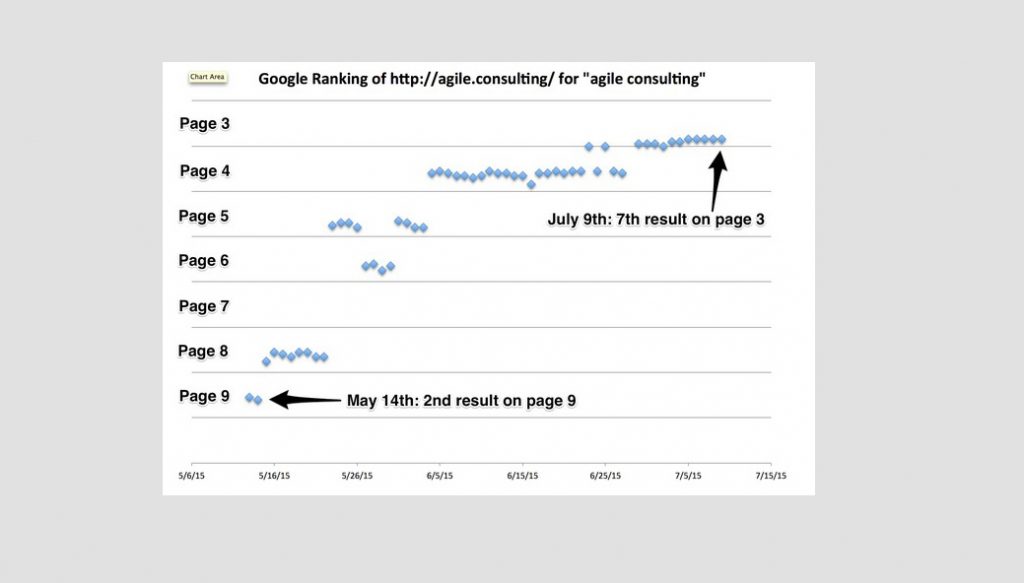 Chart Area
Google Ranking of http://agile.consulting/ for "agile consulting"
Page 3
Page 4
Page 5
July 9th: 7th result on page 3
Page 6
Page 7
Page 8
Page 9
May 14th: 2nd result on page 9
5/6/15 5/16/15 5/26/15 6/5/15 6/15/15 6/25/15 7/5/15 7/15/15